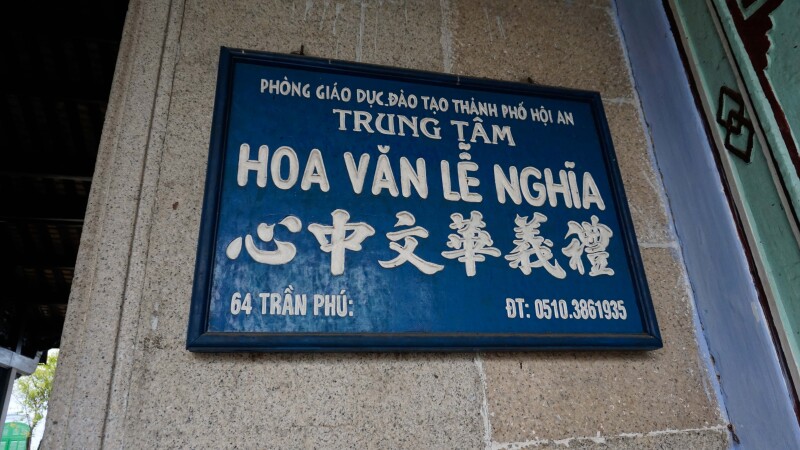 PHÒNG GIÁO DỤC.ĐÀO TẠO THÀNH PHỐ HỘI AN
TRUNG TÂM
HOA VĂN LỄ NGHĨA
心中文華義禮
64 TRẦN PHÚ:
ĐT: 0510.3861935